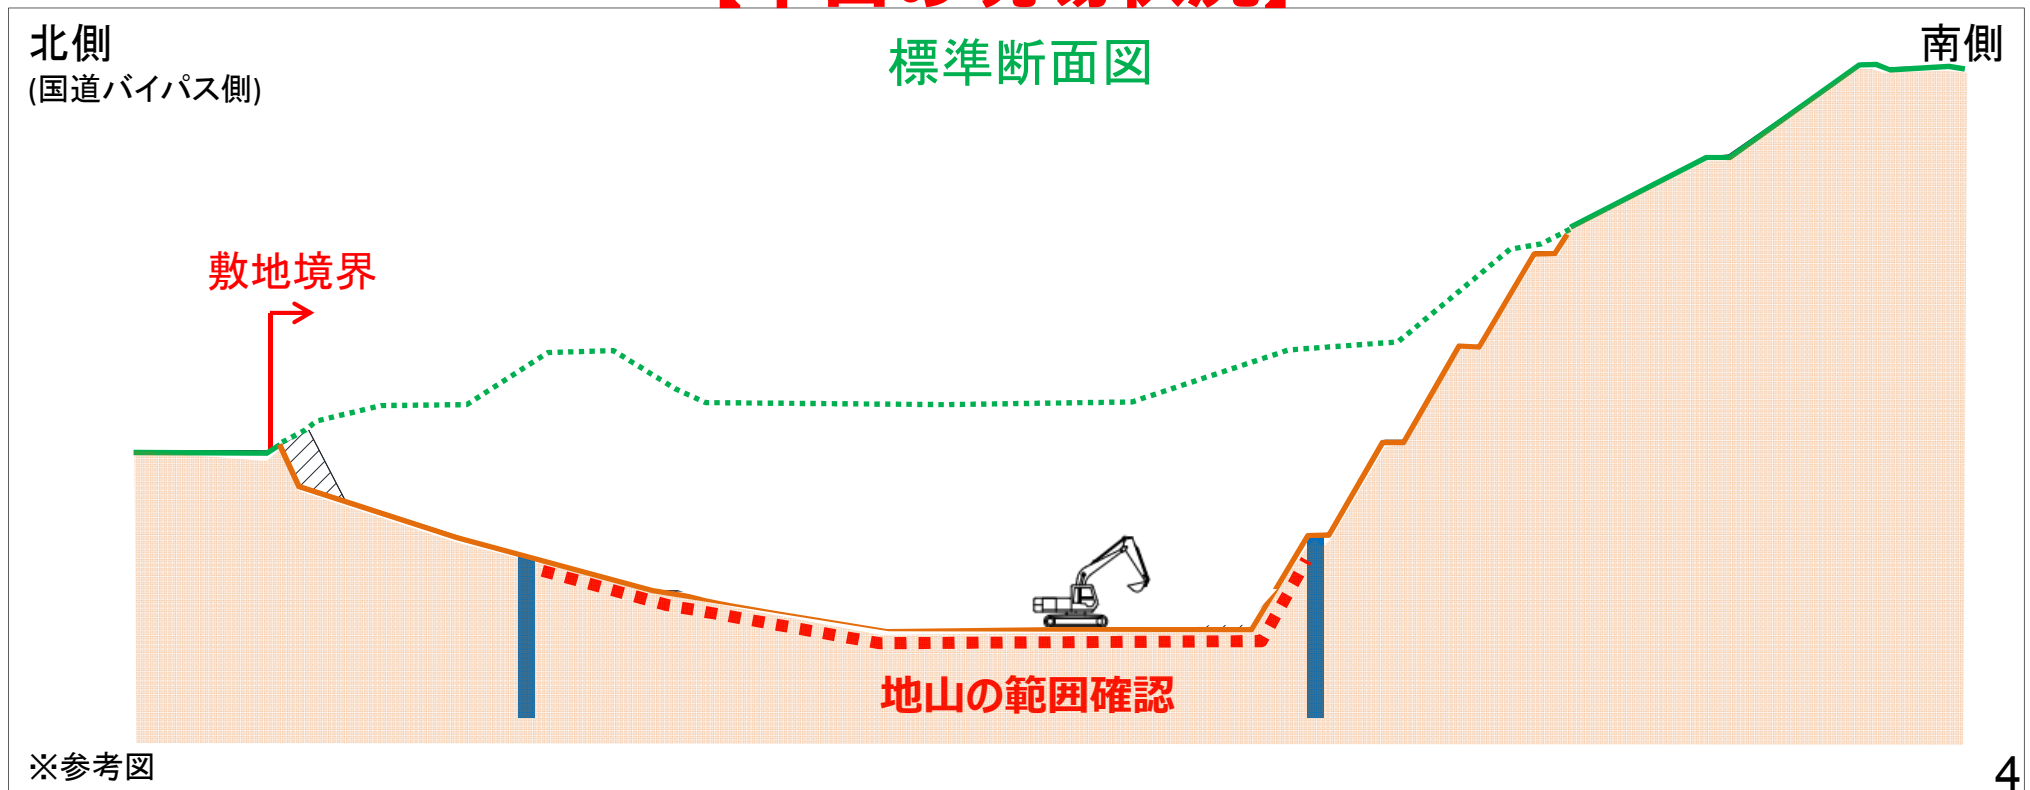 北側
(国道バイパス側)
標準断面図
南側
敷地境界
地山の範囲確認
※参考図
4